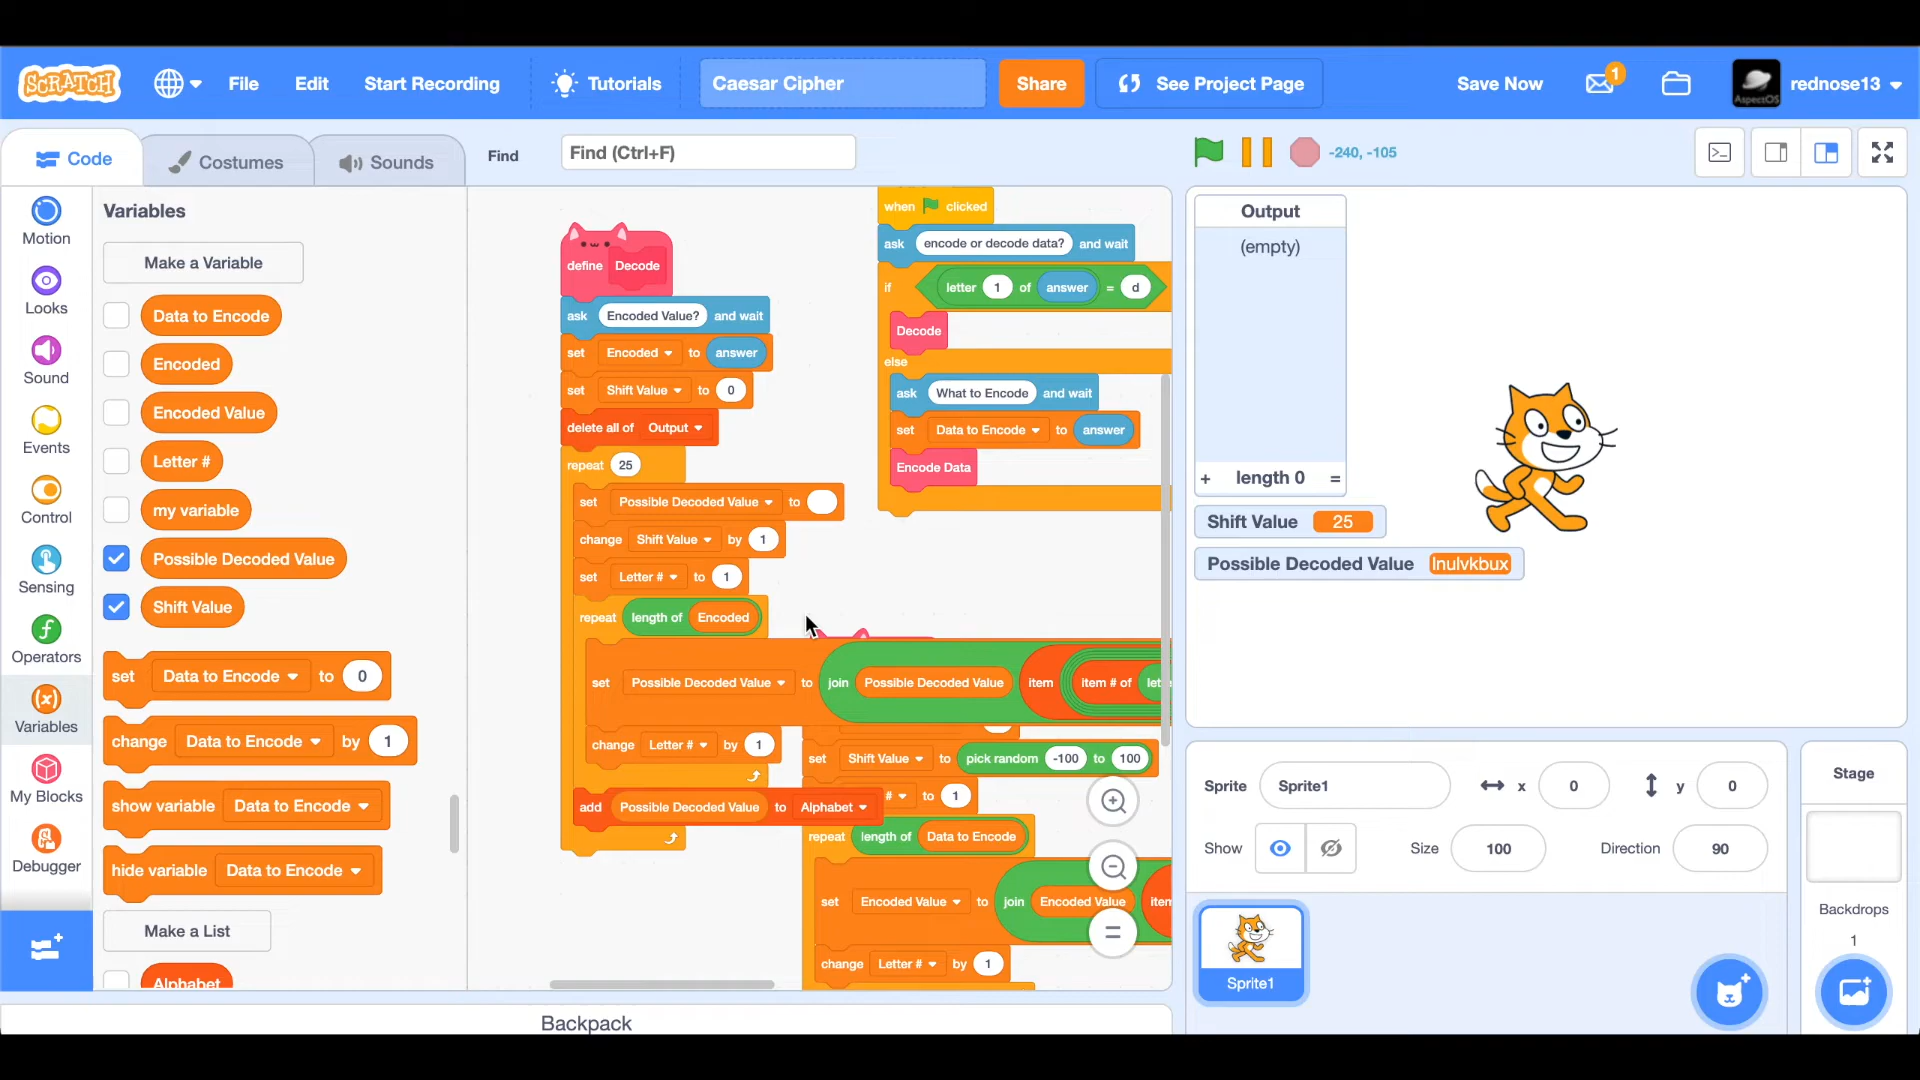 SCRATCH
File
Edit
Start Recording
Tutorials
Caesar Cipher
Share
See Project Page
Save Now
1
AspectOS
rednose13
Code
Costumes
Sounds
Find
Find (Ctrl+F)
-240, -105
Motion
Looks
Sound
Events
Control
Sensing
Operators
Variables
My Blocks
Debugger
Variables
Make a Variable
Data to Encode
Encoded
Encoded Value
Letter #
my variable
Possible Decoded Value
Shift Value
set Data to Encode to 0
change Data to Encode by 1
show variable Data to Encode
hide variable Data to Encode
Make a List
Alphabet
define Decode
ask Encoded Value? and wait
set Encoded to answer
set Shift Value to 0
delete all of Output
repeat 25
set Possible Decoded Value to
change Shift Value by 1
set Letter # to 1
repeat length of Encoded
set Possible Decoded Value to join Possible Decoded Value item item # of
change Letter # by 1
add Possible Decoded Value to Alphabet
when clicked
ask encode or decode data? and wait
if letter 1 of answer = d
Decode
else
ask What to Encode and wait
set Data to Encode to answer
Encode Data
set Shift Value to pick random -100 to 100
# to 1
repeat length of Data to Encode
set Encoded Value to join Encoded Value
change Letter # by 1
Backpack
Output
(empty)
+ length 0 =
Shift Value 25
Possible Decoded Value lnulvkbux
Sprite Sprite1 x 0 y 0
Show Size 100 Direction 90
Sprite1
Stage
Backdrops
1